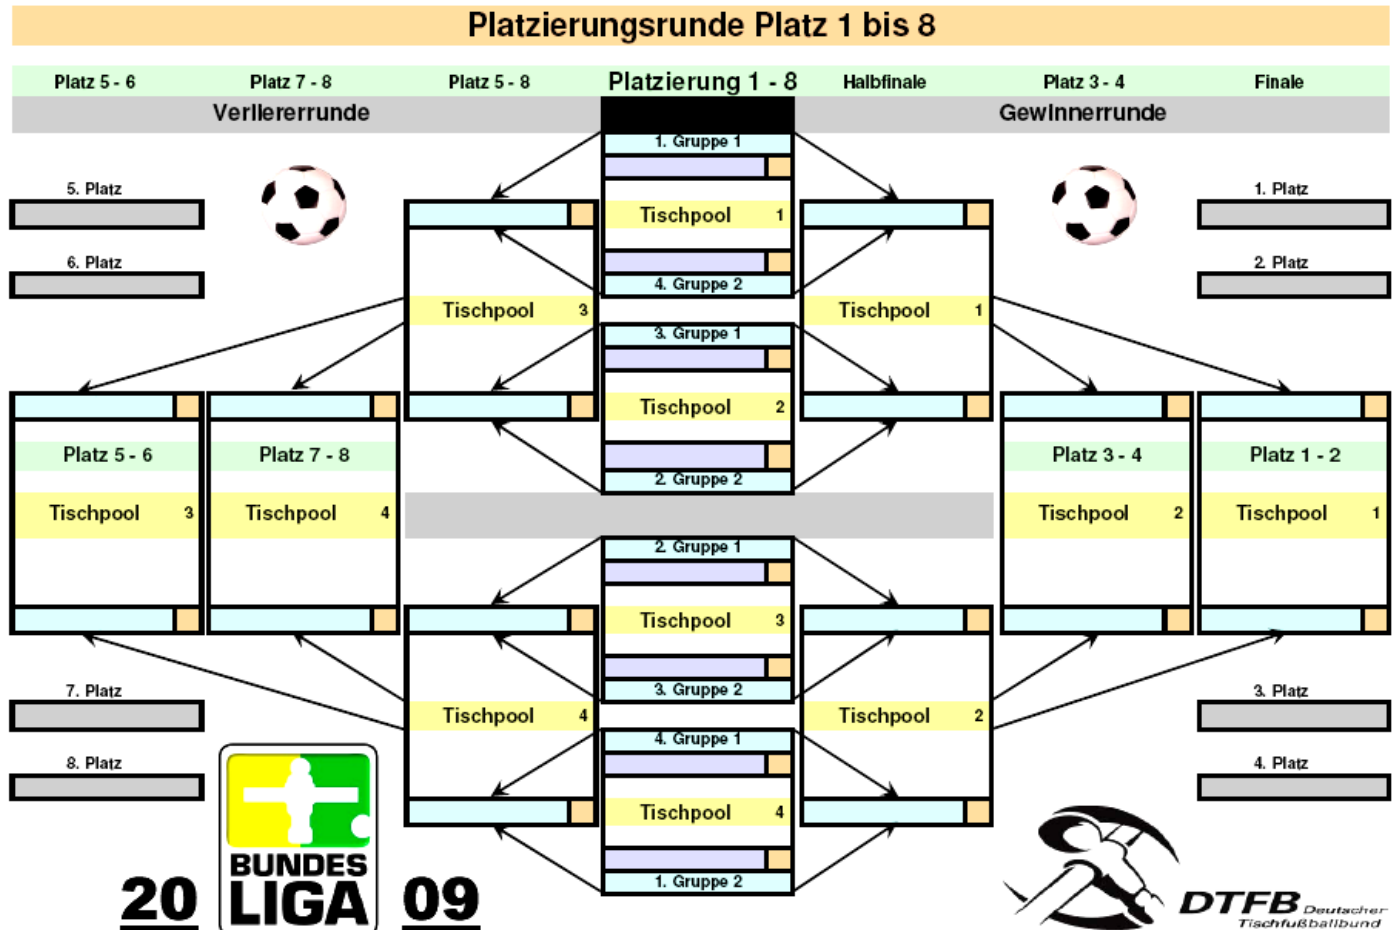 Platzierungsrunde Platz 1 bis 8
Platz 5 - 6 Platz 7 - 8 Platz 5 - 8 Platzierung 1 - 8 Halbfinale Platz 3 - 4 Finale
Verliererrunde Gewinnerrunde
1. Gruppe 1
5. Platz 1. Platz
Tischpool 1
6. Platz 2. Platz
4. Gruppe 2
Tischpool 3 Tischpool 1
3. Gruppe 1
Tischpool 2
Platz 5 - 6 Platz 7 - 8 Platz 3 - 4 Platz 1 - 2
2. Gruppe 2
Tischpool 3 Tischpool 4 Tischpool 2 Tischpool 1
2. Gruppe 1
Tischpool 3
7. Platz 3. Gruppe 2 3. Platz
Tischpool 4 Tischpool 2
4. Gruppe 1
8. Platz 4. Platz
Tischpool 4
BUNDES
1. Gruppe 2
20 LIGA 09
DTFB Deutscher
Tischfußballbund